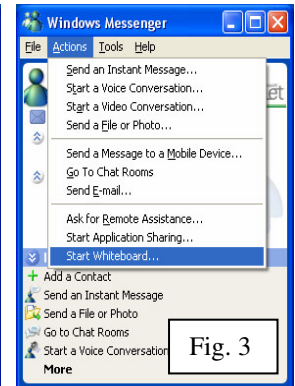 Windows Messenger
File Actions Tools Help
Send an Instant Message...
Start a Voice Conversation...
Start a Video Conversation...
Send a File or Photo...
Send a Message to a Mobile Device...
Go To Chat Rooms
Send E-mail...
Ask for Remote Assistance...
Start Application Sharing...
Start Whiteboard...
Add a Contact
Send an Instant Message
Send a File or Photo
Go to Chat Rooms
Start a Voice Conversation
More
Fig. 3